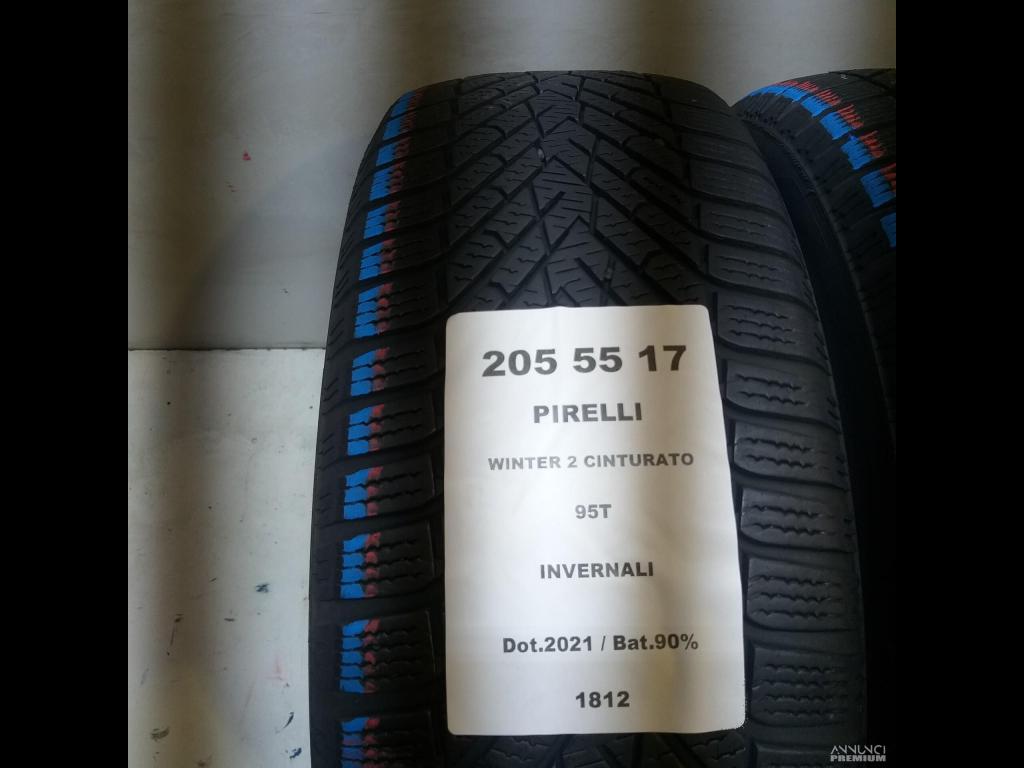 205 55 17
PIRELLI
WINTER 2 CINTURATO
95T
INVERNALI
Dot.2021 / Bat.90%
1812
ANNUNCI
PREMIUM